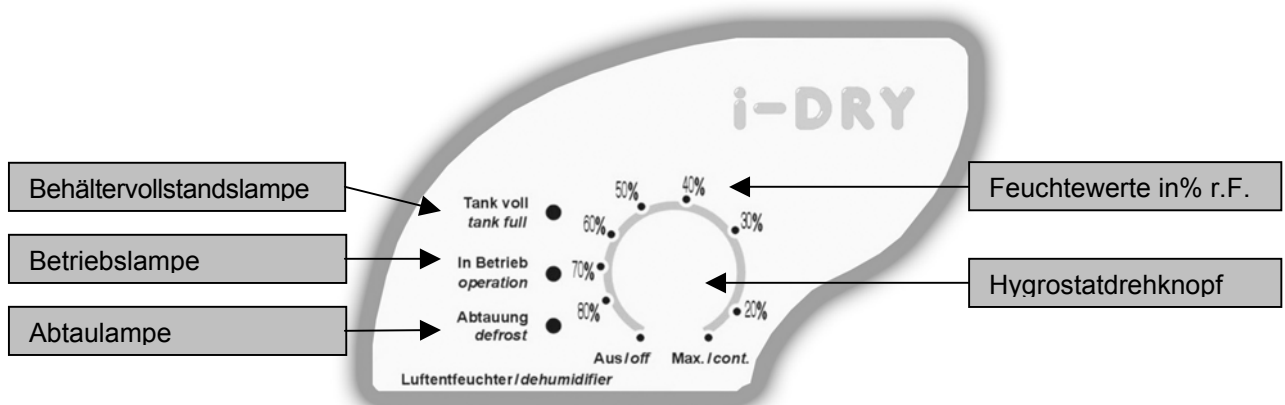 i-DRY
Behältervollstandslampe
Betriebslampe
Abtaulampe
Tank voll
tank full
In Betrieb
operation
Abtauung
defrost
80%
70%
60%
50%
40%
30%
20%
Aus/off
Max./cont.
Luftentfeuchter/dehumidifier
Feuchtewerte in% r.F.
Hygrostatdrehknopf